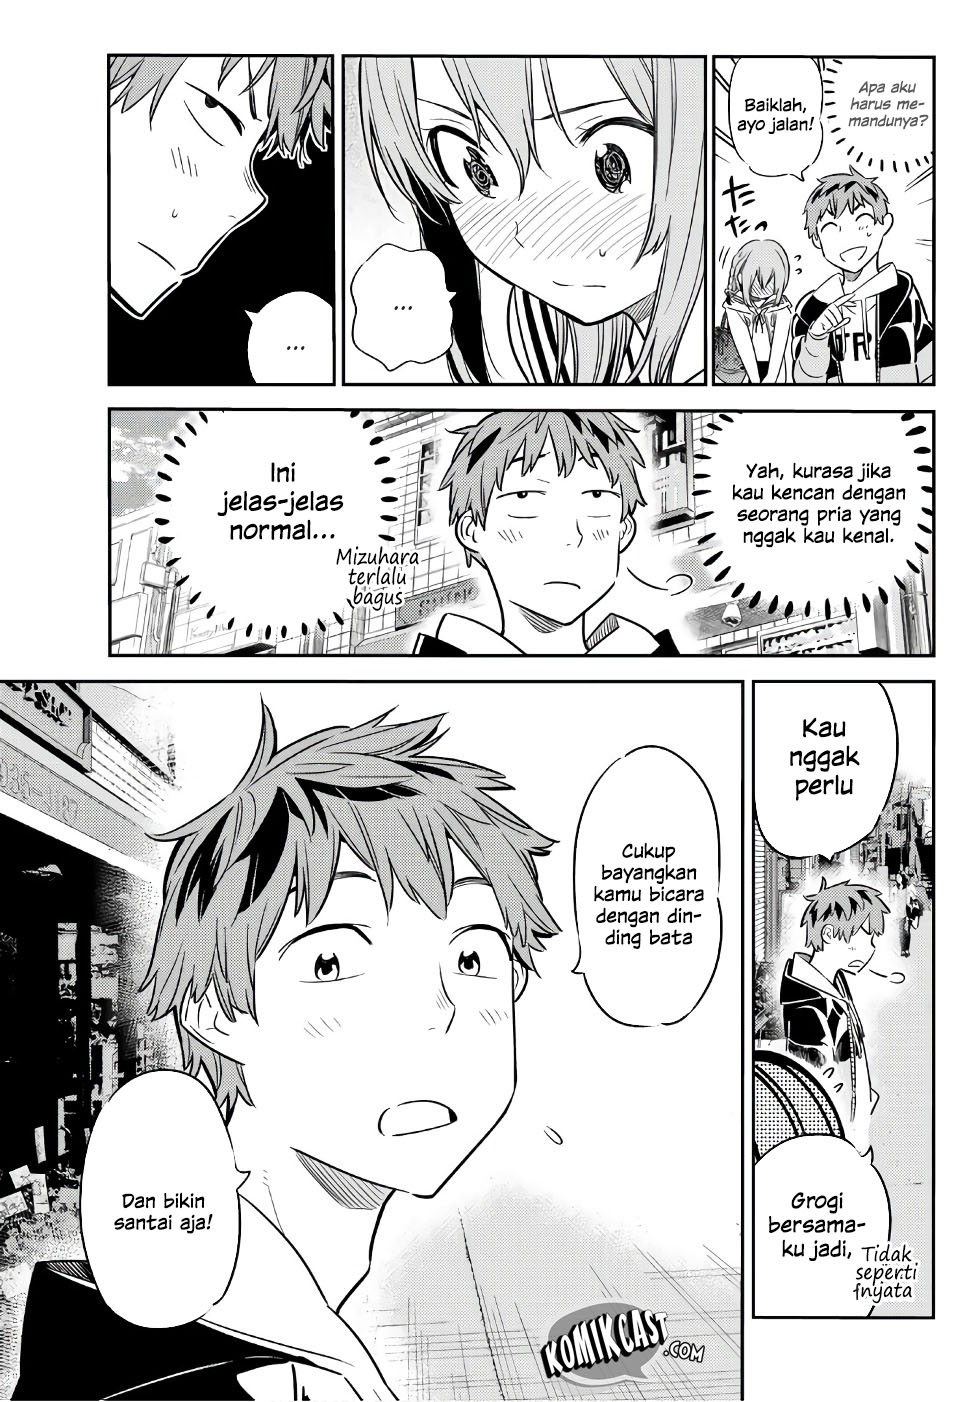 Apa aku
harus me-
mandunya?
Baiklah,
ayo jalan!
TR
...
...
Yah, kurasa jika
kau kencan dengan
seorang pria yang
nggak kau kenal.
Ini
jelas-jelas
normal...
Mizuhara
terlalu
bagus
Kau
nggak
perlu
Grogi
bersama-
ku jadi,
Tidak
seperti
fnyata
Cukup
bayangkan
kamu bicara
dengan din-
ding bata
Dan bikin
santai aja!
KOMIKCAST
.COM